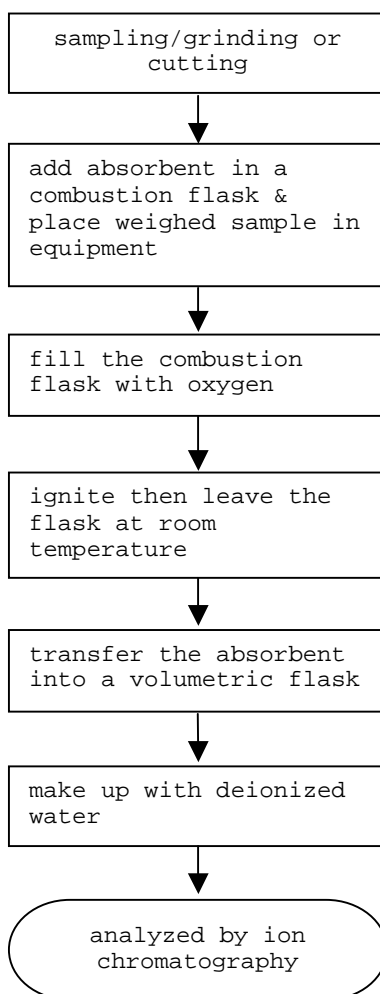 sampling/grinding or
cutting
add absorbent in a
combustion flask &
place weighed sample in
equipment
fill the combustion
flask with oxygen
ignite then leave the
flask at room
temperature
transfer the absorbent
into a volumetric flask
make up with deionized
water
analyzed by ion
chromatography